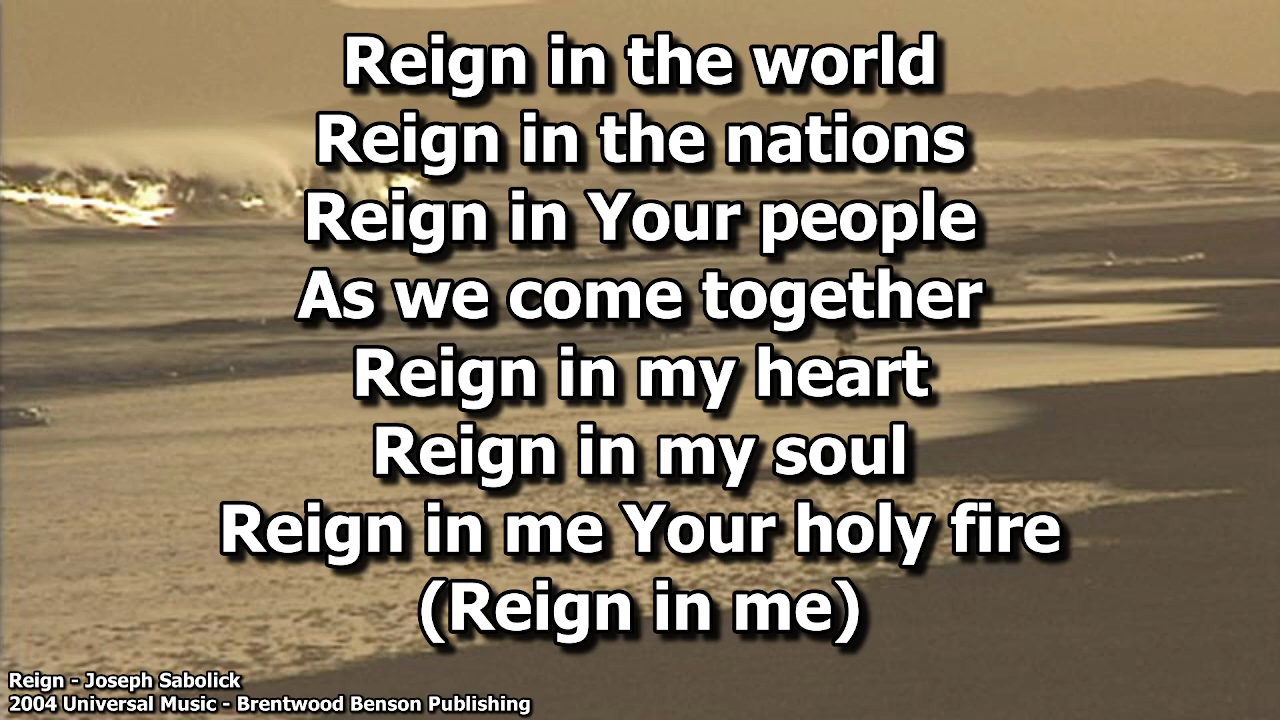 Reign in the world
Reign in the nations
Reign in Your people
As we come together
Reign in my heart
Reign in my soul
Reign in me Your holy fire
(Reign in me)
Reign - Joseph Sabolick
2004 Universal Music - Brentwood Benson Publishing